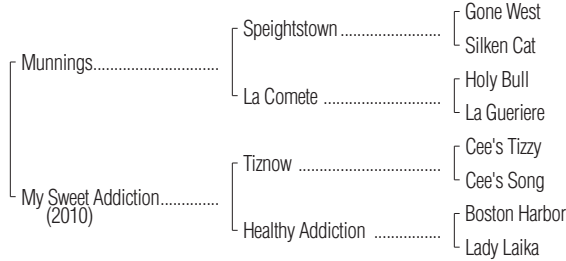 Gone West
Speightstown ......................
Silken Cat
Munnings............................
Holy Bull
La Comete .........................
La Gueriere
Cee's Tizzy
Tiznow ...............................
Cee's Song
My Sweet Addiction.............
(2010)
Boston Harbor
Healthy Addiction ...............
Lady Laika